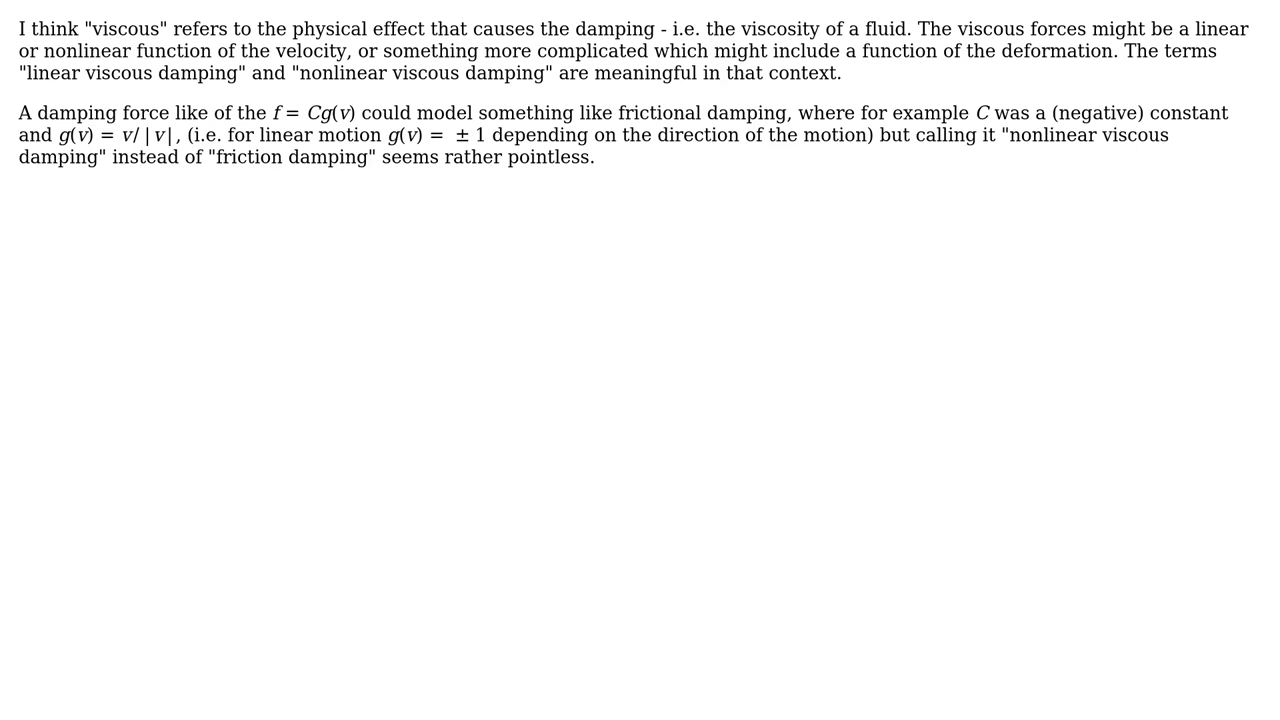 I think "viscous" refers to the physical effect that causes the damping - i.e. the viscosity of a fluid. The viscous forces might be a linear
or nonlinear function of the velocity, or something more complicated which might include a function of the deformation. The terms
"linear viscous damping" and "nonlinear viscous damping" are meaningful in that context.
A damping force like of the f = Cg(v) could model something like frictional damping, where for example C was a (negative) constant
and g(v) = v/ | v| , (i.e. for linear motion g(v) = ± 1 depending on the direction of the motion) but calling it "nonlinear viscous
damping" instead of "friction damping" seems rather pointless.